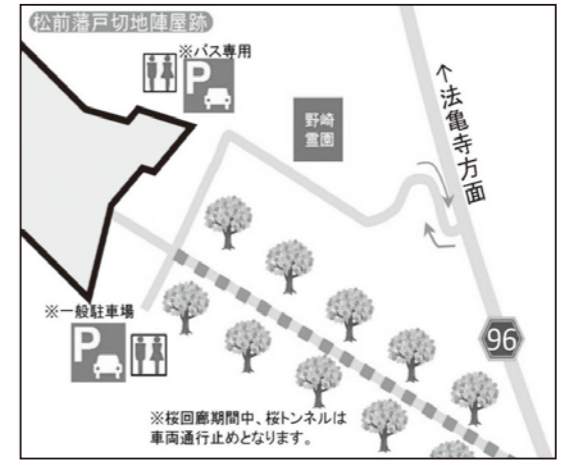 松前藩戸切地陣屋跡
※バス専用
P
野崎
霊園
↑法亀寺方面
※一般駐車場
P
96
※桜回廊期間中、桜トンネルは
車両通行止めとなります。